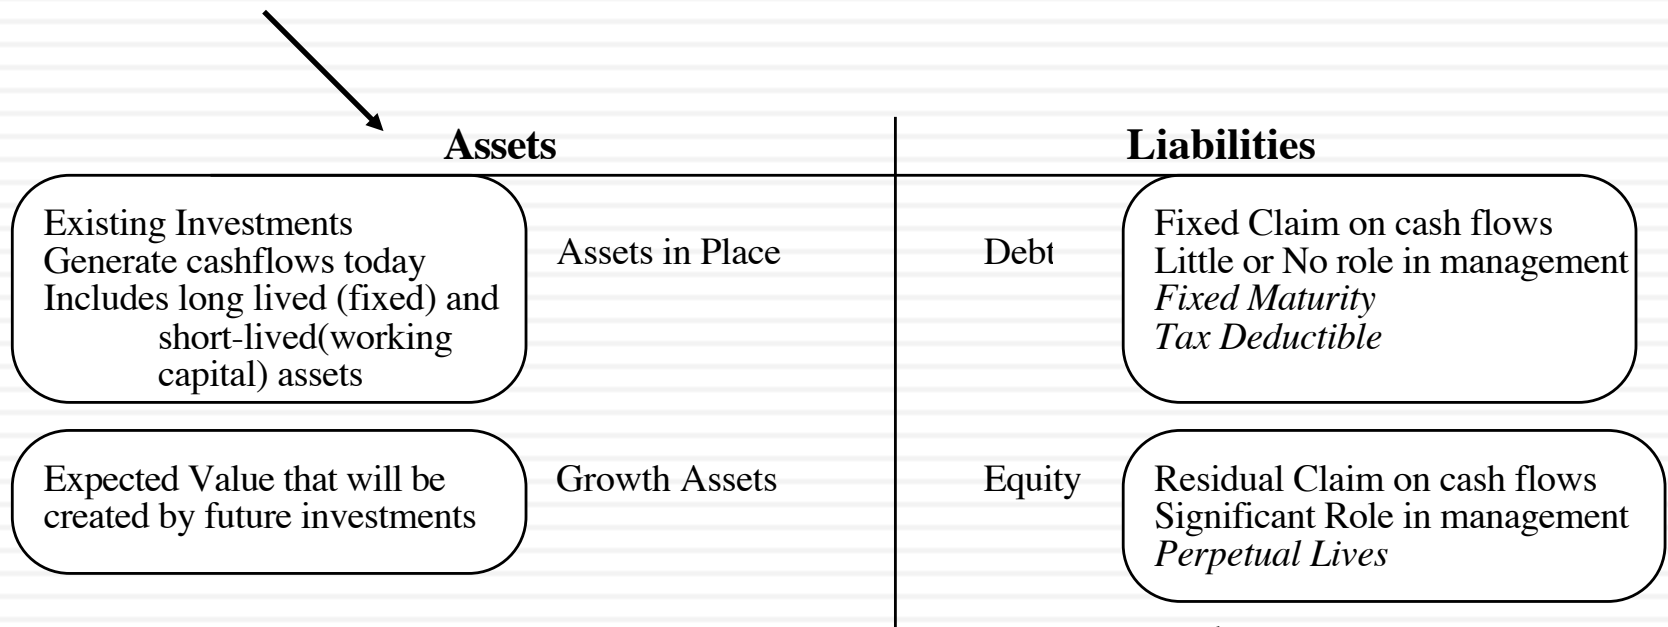 Assets
Liabilities
Existing Investments
Generate cashflows today
Includes long lived (fixed) and
short-lived(working
capital) assets
Assets in Place
Debt
Fixed Claim on cash flows
Little or No role in management
Fixed Maturity
Tax Deductible
Expected Value that will be
created by future investments
Growth Assets
Equity
Residual Claim on cash flows
Significant Role in management
Perpetual Lives